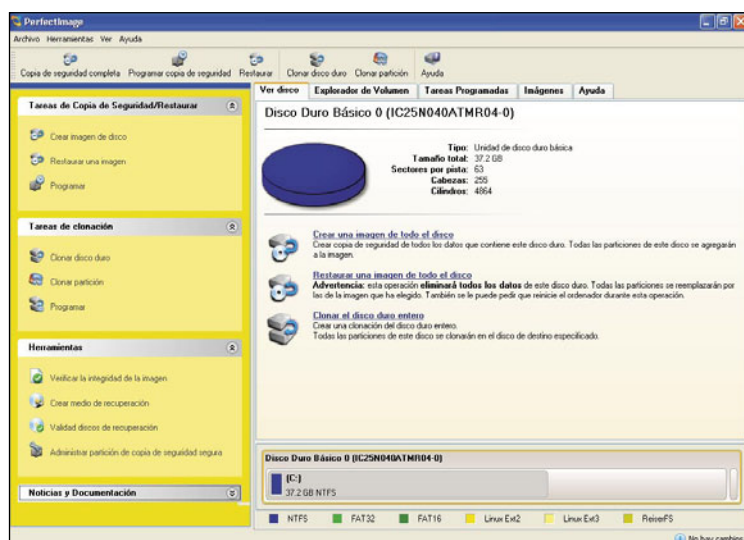 PerfectImage
Archivo Herramientas Ver Ayuda
Copia de seguridad completa Programar copia de seguridad Restaurar Clonar disco duro Clonar partición Ayuda
Ver disco Explorador de Volumen Tareas Programadas Imágenes Ayuda
Tareas de Copia de Seguridad/Restaurar
Crear imagen de disco
Restaurar una imagen
Programar
Tareas de clonación
Clonar disco duro
Clonar partición
Programar
Herramientas
Verificar la integridad de la imagen
Crear medio de recuperación
Validad discos de recuperación
Administrar partición de copia de seguridad segura
Noticias y Documentación
Disco Duro Básico 0 (IC25N040ATMR04-0)
Tipo: Unidad de disco duro básica
Tamaño total: 37.2 GB
Sectores por pista: 63
Cabezas: 255
Cilindros: 4864
Crear una imagen de todo el disco
Crear copia de seguridad de todos los datos que contiene este disco duro. Todas las particiones de este disco se agregarán
a la imagen.
Restaurar una imagen de todo el disco
Advertencia: esta operación eliminará todos los datos de este disco duro. Todas las particiones se reemplazarán por
las de la imagen que ha elegido. También se le puede pedir que reinicie el ordenador durante esta operación.
Clonar el disco duro entero
Crear una clonación del disco duro entero.
Todas las particiones de este disco se clonarán en el disco de destino especificado.
Disco Duro Básico 0 (IC25N040ATMR04-0)
(C:)
37.2 GB NTFS
NTFS FAT32 FAT16 Linux Ext2 Linux Ext3 ReiserFS
No hay cambios